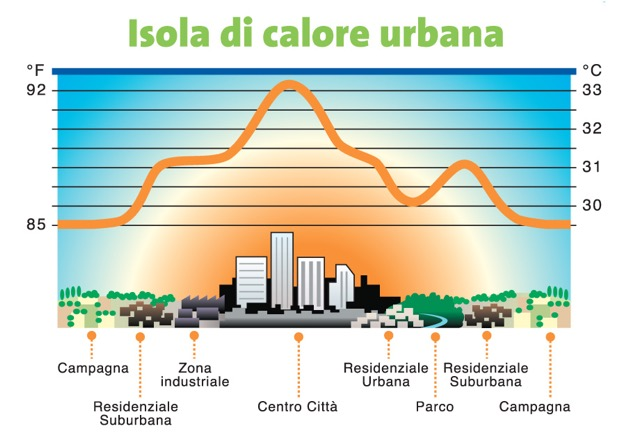 Isola di calore urbana
°F
°C
92
33
32
31
30
85
Campagna
Zona
industriale
Residenziale
Urbana
Residenziale
Suburbana
Residenziale
Suburbana
Centro Città
Parco
Campagna